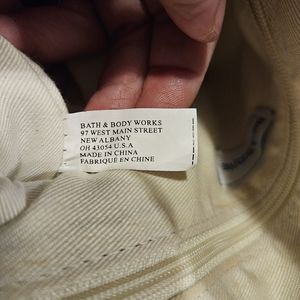 BATH & BODY WORKS
97 WEST MAIN STREET
NEW ALBANY
OH 43054 U.S.A
MADE IN CHINA
FABRIQUÉ EN CHINE